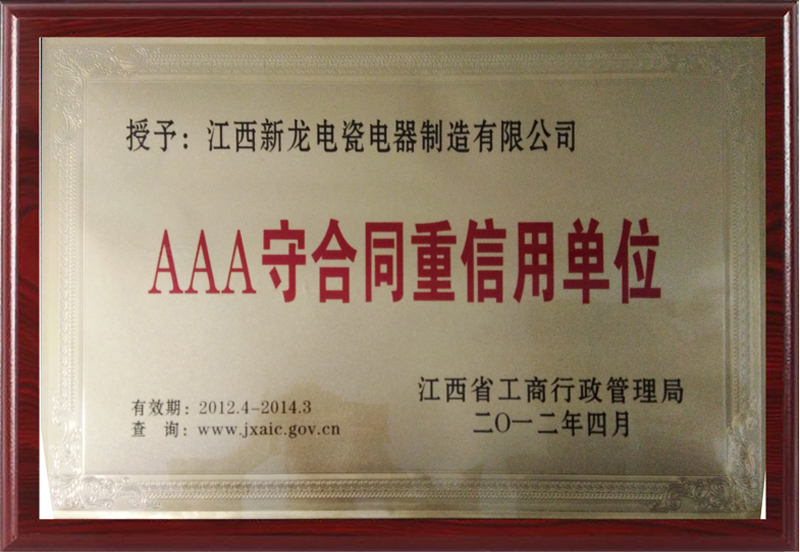 授予：江西新龙电瓷电器制造有限公司
AAA守合同重信用单位
江西省工商行政管理局
二〇一二年四月
有效期：2012.4-2014.3
查 询：www.jxaic.gov.cn